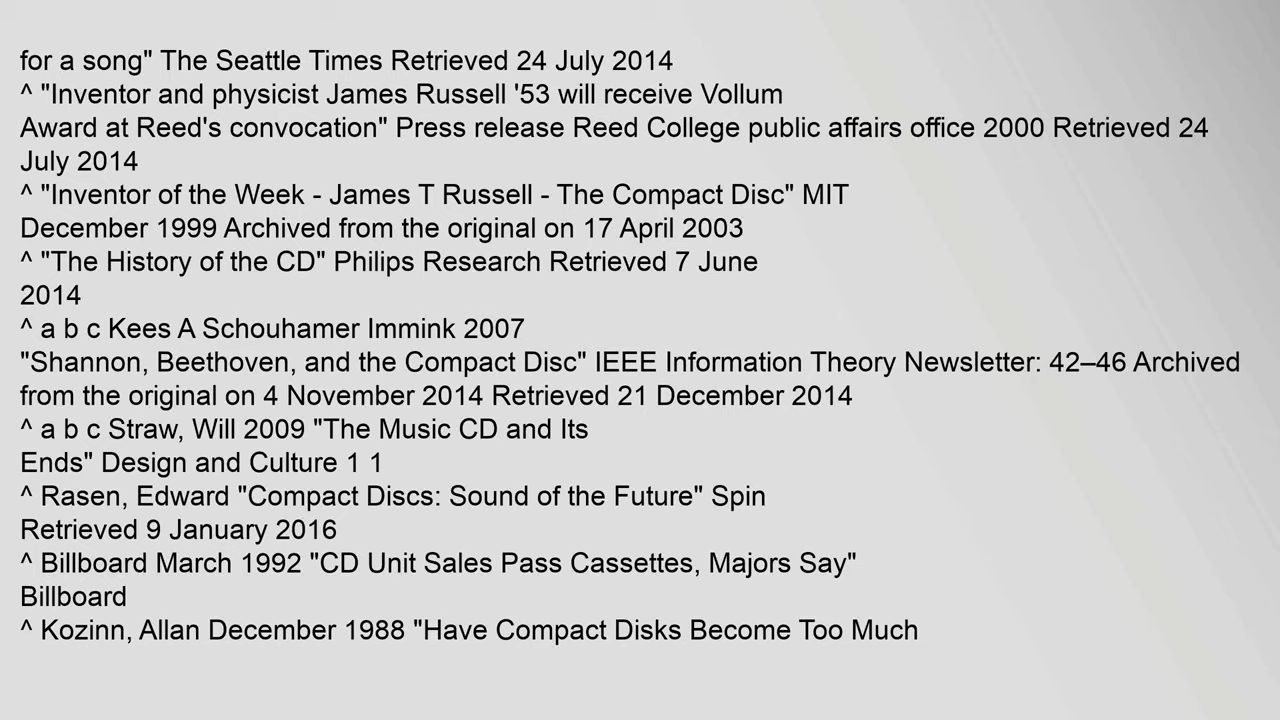 for a song" The Seattle Times Retrieved 24 July 2014
^ "Inventor and physicist James Russell '53 will receive Vollum
Award at Reed's convocation" Press release Reed College public affairs office 2000 Retrieved 24
July 2014
^ "Inventor of the Week - James T Russell - The Compact Disc" MIT
December 1999 Archived from the original on 17 April 2003
^ "The History of the CD" Philips Research Retrieved 7 June
2014
^ a b c Kees A Schouhamer Immink 2007
"Shannon, Beethoven, and the Compact Disc" IEEE Information Theory Newsletter: 42–46 Archived
from the original on 4 November 2014 Retrieved 21 December 2014
^ a b c Straw, Will 2009 "The Music CD and Its
Ends" Design and Culture 1 1
^ Rasen, Edward "Compact Discs: Sound of the Future" Spin
Retrieved 9 January 2016
^ Billboard March 1992 "CD Unit Sales Pass Cassettes, Majors Say"
Billboard
^ Kozinn, Allan December 1988 "Have Compact Disks Become Too Much